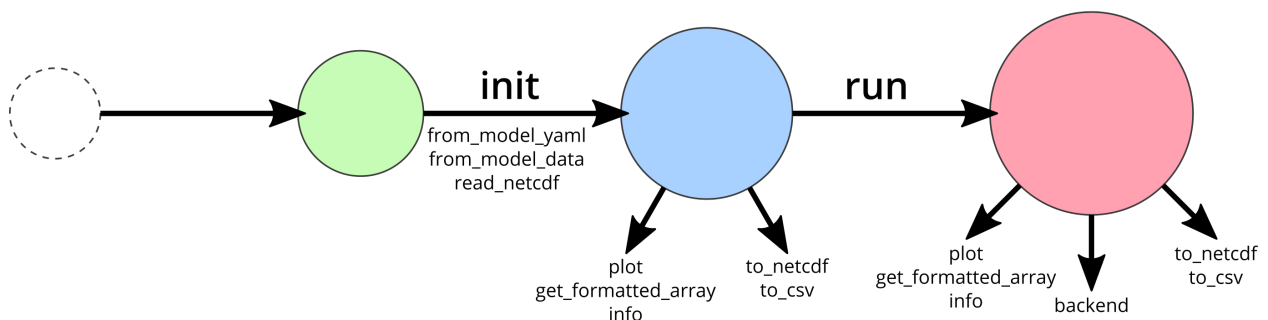 init
from_model_yaml
from_model_data
read_netcdf
run
plot
get_formatted_array
info
to_netcdf
to_csv
plot
get_formatted_array
info
backend
to_netcdf
to_csv